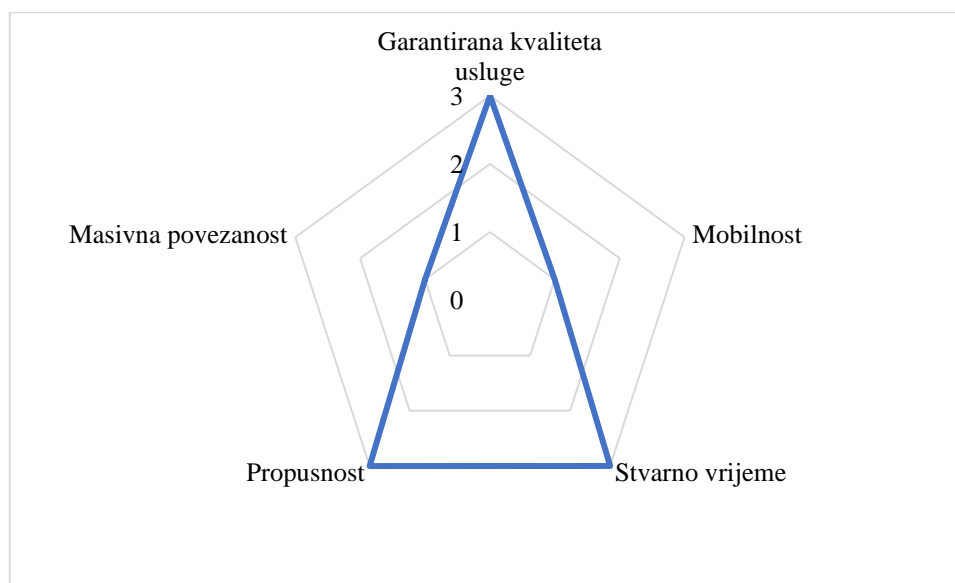 Garantirana kvaliteta
usluge
3
2
1
0
Masivna povezanost
Mobilnost
Propusnost
Stvarno vrijeme